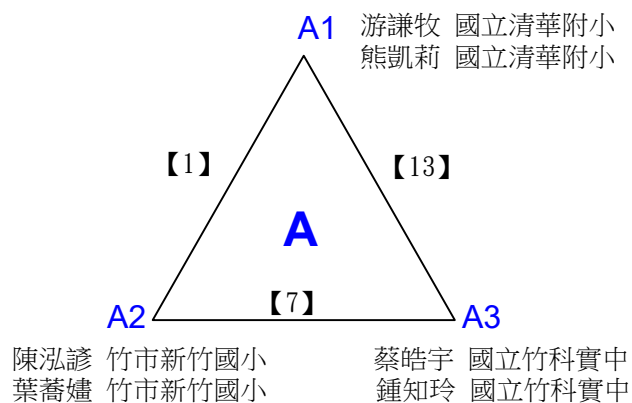 A1 游謙牧 國立清華附小
熊凱莉 國立清華附小
【1】 【13】
A
【7】
A2 A3
陳泓諺 竹市新竹國小 蔡皓宇 國立竹科實中
葉蕎嫿 竹市新竹國小 鍾知玲 國立竹科實中